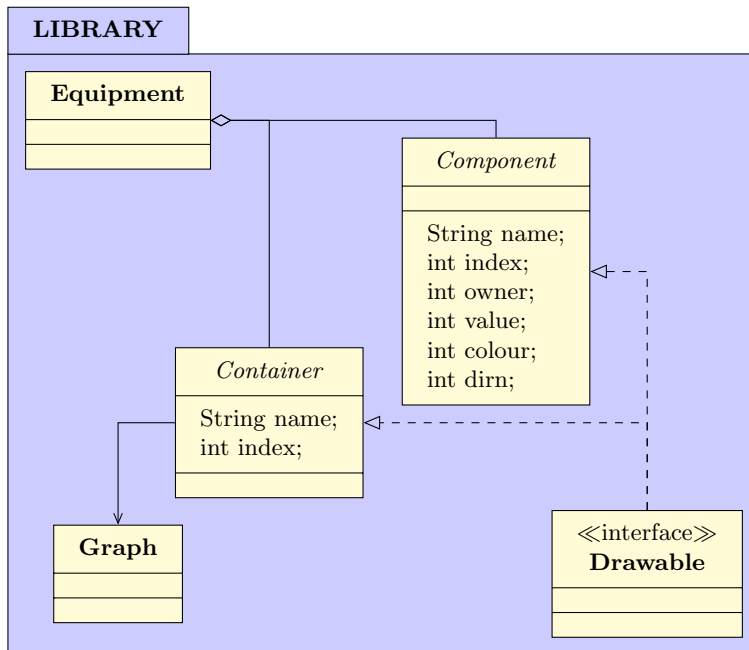 LIBRARY
Equipment
Component
String name;
int index;
int owner;
int value;
int colour;
int dirn;
Container
String name;
int index;
Graph
≪interface≫
Drawable